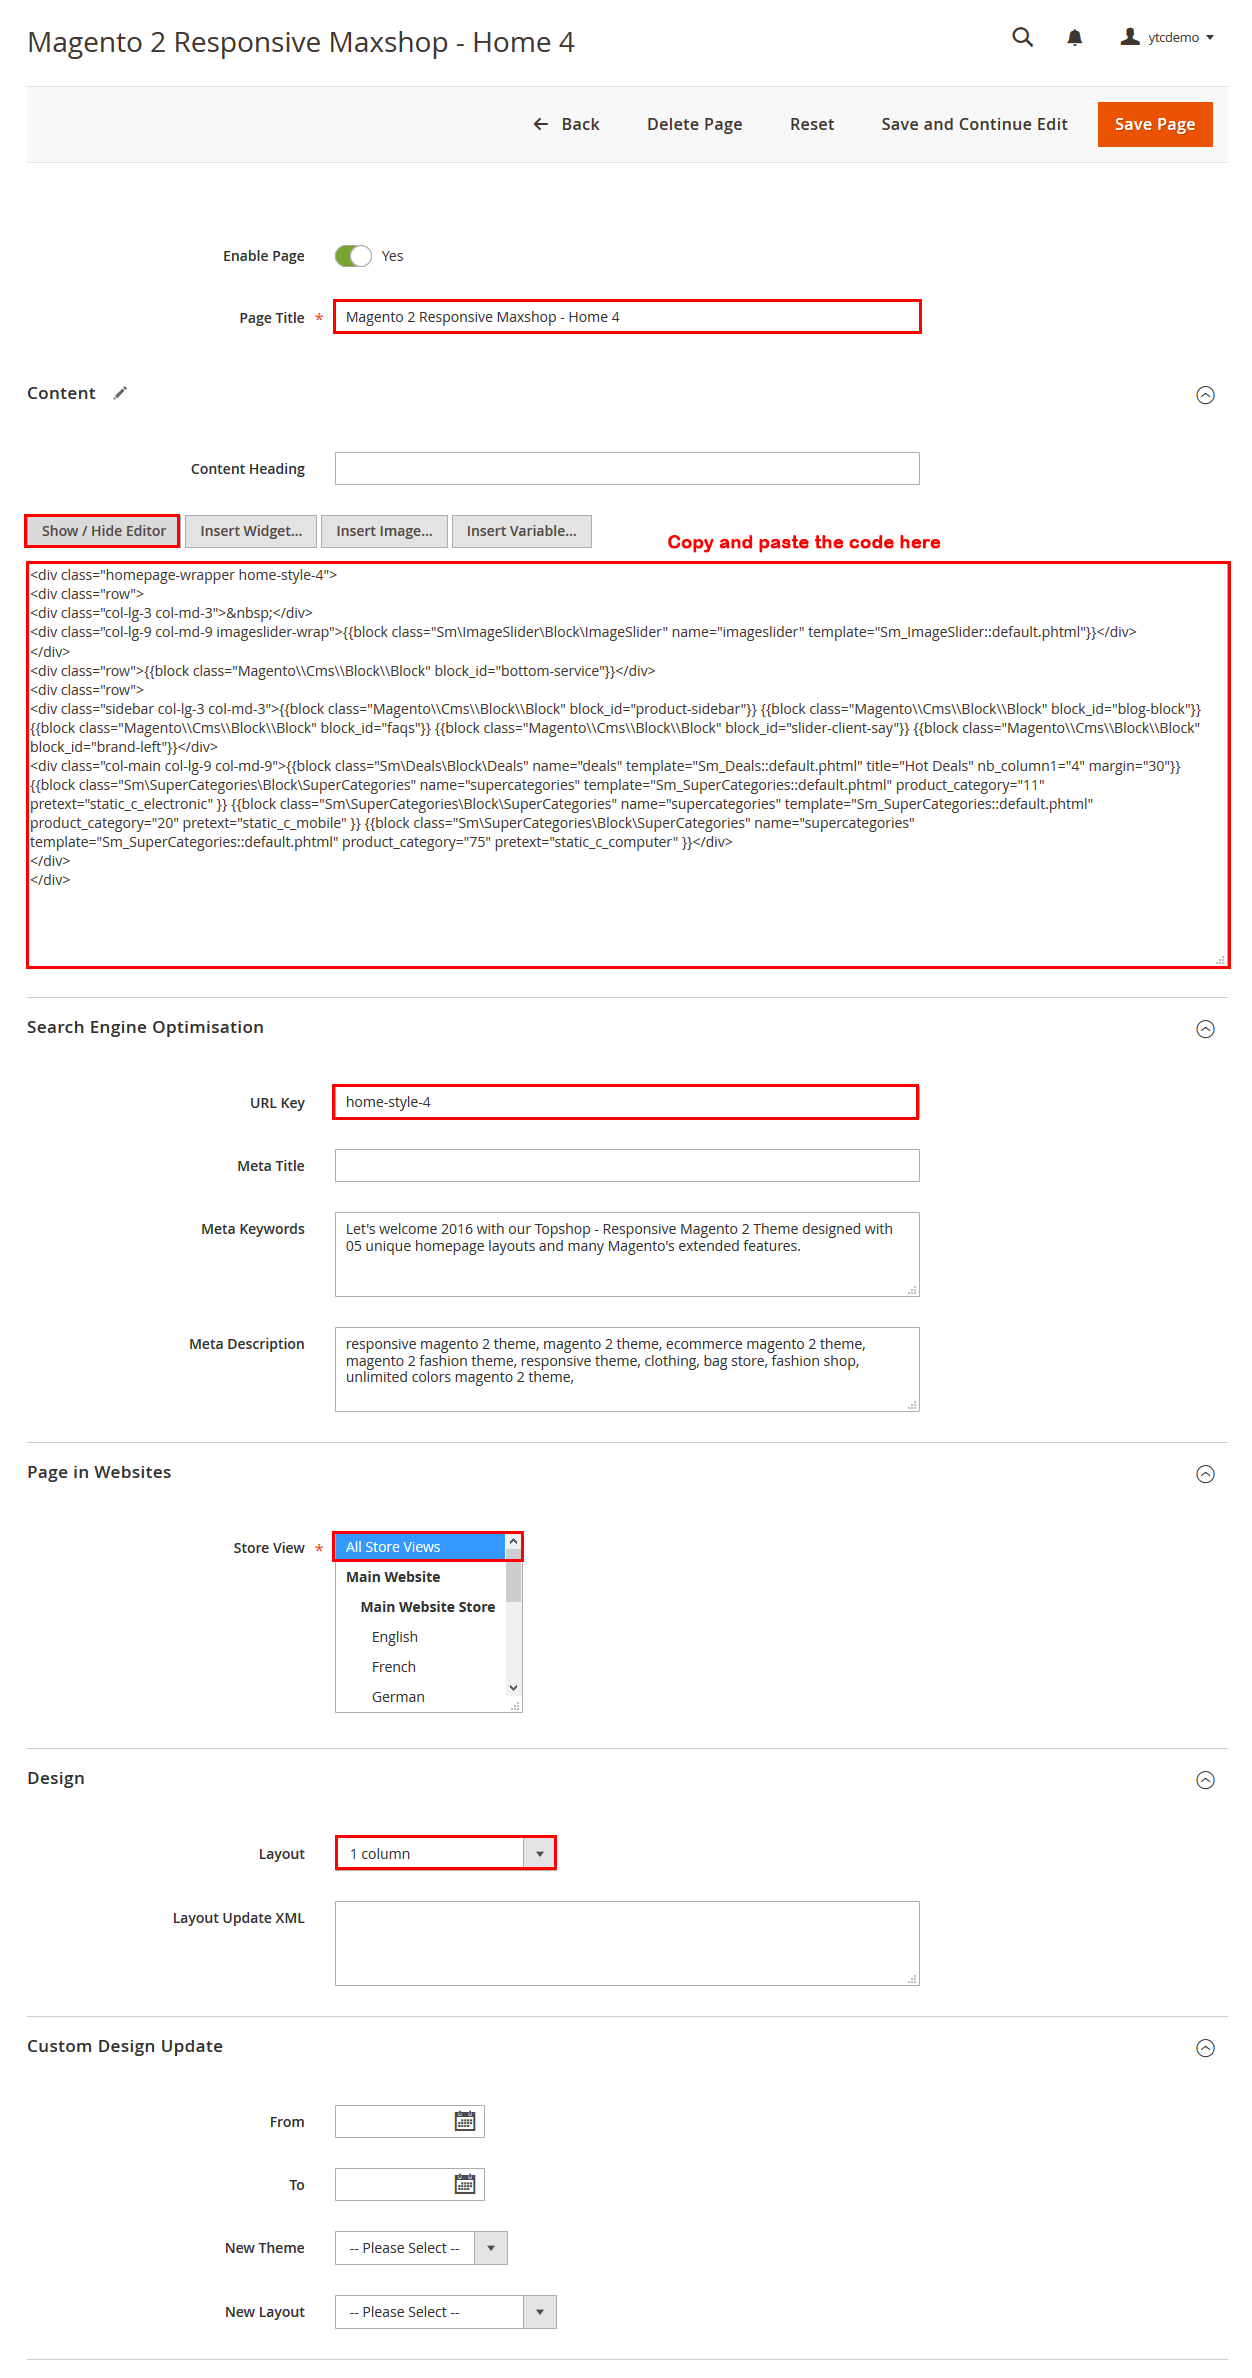 Magento 2 Responsive Maxshop - Home 4
ytcdemo
Back
Delete Page
Reset
Save and Continue Edit
Save Page
Enable Page
Yes
Page Title *
Magento 2 Responsive Maxshop - Home 4
Content
Content Heading
Show / Hide Editor
Insert Widget...
Insert Image...
Insert Variable...
Copy and paste the code here
<div class="homepage-wrapper home-style-4">
<div class="row">
<div class="col-lg-3 col-md-3">&nbsp;</div>
<div class="col-lg-9 col-md-9 imageslider-wrap">{{block class="Sm\ImageSlider\Block\ImageSlider" name="imageslider" template="Sm_ImageSlider::default.phtml"}}</div>
</div>
<div class="row">{{block class="Magento\\Cms\\Block\\Block" block_id="bottom-service"}}</div>
<div class="row">
<div class="sidebar col-lg-3 col-md-3">{{block class="Magento\\Cms\\Block\\Block" block_id="product-sidebar"}} {{block class="Magento\\Cms\\Block\\Block" block_id="blog-block"}}
{{block class="Magento\\Cms\\Block\\Block" block_id="faqs"}} {{block class="Magento\\Cms\\Block\\Block" block_id="slider-client-say"}} {{block class="Magento\\Cms\\Block\\Block"
block_id="brand-left"}}</div>
<div class="col-main col-lg-9 col-md-9">{{block class="Sm\Deals\Block\Deals" name="deals" template="Sm_Deals::default.phtml" title="Hot Deals" nb_column1="4" margin="30"}}
{{block class="Sm\SuperCategories\Block\SuperCategories" name="supercategories" template="Sm_SuperCategories::default.phtml" product_category="11"
pretext="static_c_electronic" }} {{block class="Sm\SuperCategories\Block\SuperCategories" name="supercategories" template="Sm_SuperCategories::default.phtml"
product_category="20" pretext="static_c_mobile" }} {{block class="Sm\SuperCategories\Block\SuperCategories" name="supercategories"
template="Sm_SuperCategories::default.phtml" product_category="75" pretext="static_c_computer" }}</div>
</div>
</div>
Search Engine Optimisation
URL Key
home-style-4
Meta Title
Meta Keywords
Let's welcome 2016 with our Topshop - Responsive Magento 2 Theme designed with
05 unique homepage layouts and many Magento's extended features.
Meta Description
responsive magento 2 theme, magento 2 theme, ecommerce magento 2 theme,
magento 2 fashion theme, responsive theme, clothing, bag store, fashion shop,
unlimited colors magento 2 theme,
Page in Websites
Store View *
All Store Views
Main Website
Main Website Store
English
French
German
Design
Layout
1 column
Layout Update XML
Custom Design Update
From
To
New Theme
-- Please Select --
New Layout
-- Please Select --